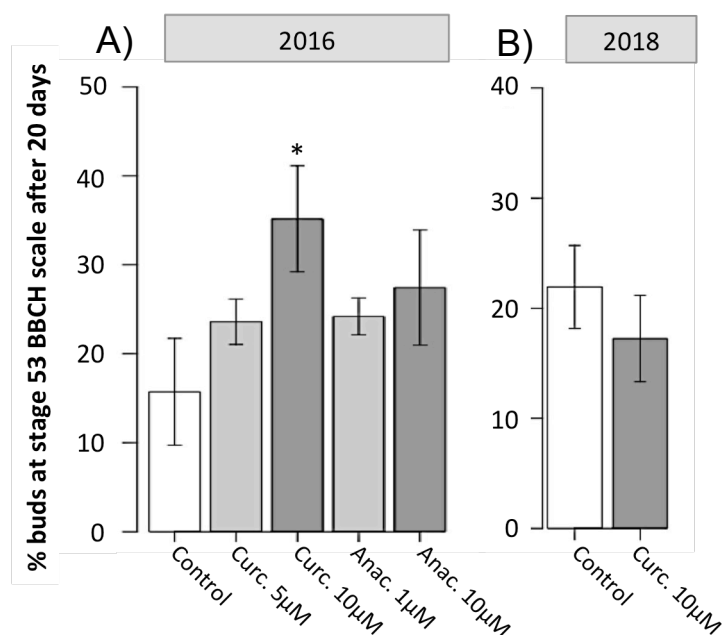 A)
2016
B)
2018
% buds at stage 53 BBCH scale after 20 days
50
40
30
20
10
0
*
Control
Curc. 5µM
Curc. 10µM
Anac. 1µM
Anac. 10µM
40
30
20
10
0
Control
Curc. 10µM